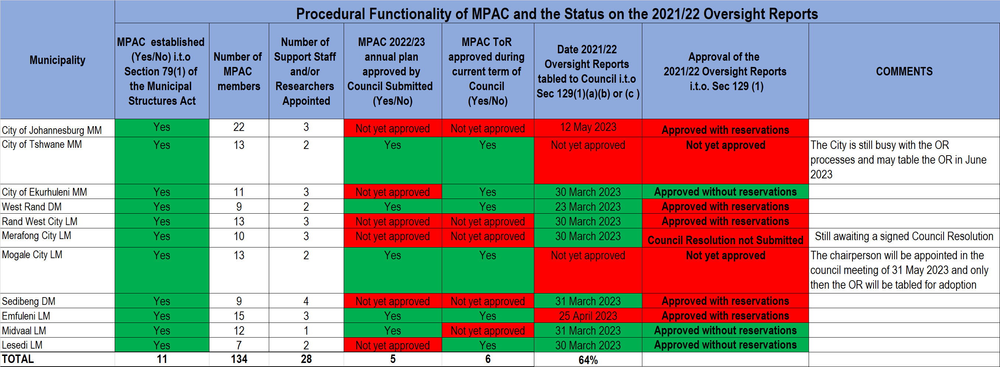 Procedural Functionality of MPAC and the Status on the 2021/22 Oversight Reports
Municipality
MPAC established
(Yes/No) i.t.o
Section 79(1) of
the Municipal
Structures Act
Number of
MPAC
members
Number of
Support Staff
and/or
Researchers
Appointed
MPAC 2022/23
annual plan
approved by
Council Submitted
(Yes/No)
MPAC ToR
approved during
current term of
Council
(Yes/No)
Date 2021/22
Oversight Reports
tabled to Council i.t.o
Sec 129(1)(a)(b) or (c )
Approval of the
2021/22 Oversight Reports
i.t.o. Sec 129 (1)
COMMENTS
City of Johannesburg MM Yes 22 3 Not yet approved Not yet approved 12 May 2023 Approved with reservations
City of Tshwane MM Yes 13 2 Yes Yes Not yet approved Not yet approved The City is still busy with the OR
processes and may table the OR in June
2023
City of Ekurhuleni MM Yes 11 3 Not yet approved Yes 30 March 2023 Approved without reservations
West Rand DM Yes 9 2 Yes Yes 23 March 2023 Approved with reservations
Rand West City LM Yes 13 3 Not yet approved Not yet approved 30 March 2023 Approved with reservations
Merafong City LM Yes 10 3 Not yet approved Not yet approved 30 March 2023 Council Resolution not Submitted Still awaiting a signed Council Resolution
Mogale City LM Yes 13 2 Yes Yes Not yet approved Not yet approved The chairperson will be appointed in the
council meeting of 31 May 2023 and only
then the OR will be tabled for adoption
Sedibeng DM Yes 9 4 Not yet approved Not yet approved 31 March 2023 Approved with reservations
Emfuleni LM Yes 15 3 Yes Yes 25 April 2023 Approved with reservations
Midvaal LM Yes 12 1 Yes Not yet approved 31 March 2023 Approved without reservations
Lesedi LM Yes 7 2 Not yet approved Yes 30 March 2023 Approved without reservations
TOTAL 11 134 28 5 6 64%